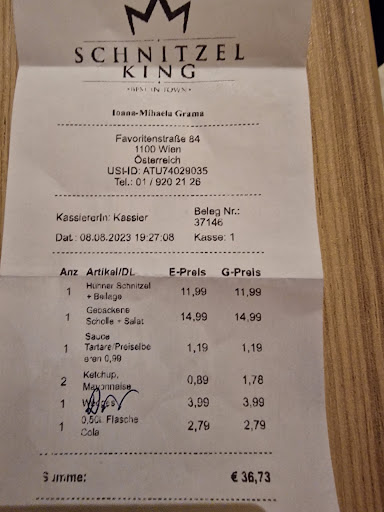 SCHNITZEL
KING
BEST IN TOWN
Ioana-Mihaela Grama
Favoritenstraße 84
1100 Wien
Österreich
USt-ID: ATU74029035
Tel.: 01 / 920 21 26
KassiererIn: Kassier
Beleg Nr.:
37146
Dat.: 08.08.2023 19:27:08
Kasse: 1
Anz Artikel/DL E-Preis G-Preis
1 Hühner Schnitzel
+ Beilage 11,99 11,99
1 Gebackene
Scholle + Salat 14,99 14,99
Sauce
1 Tartare/Preiselbe 1,19 1,19
eren 0,99
2 Ketchup,
Mayonnaise 0,89 1,78
1 Wedges 3,99 3,99
1 0,50l Flasche
Cola 2,79 2,79
Summe: € 36,73